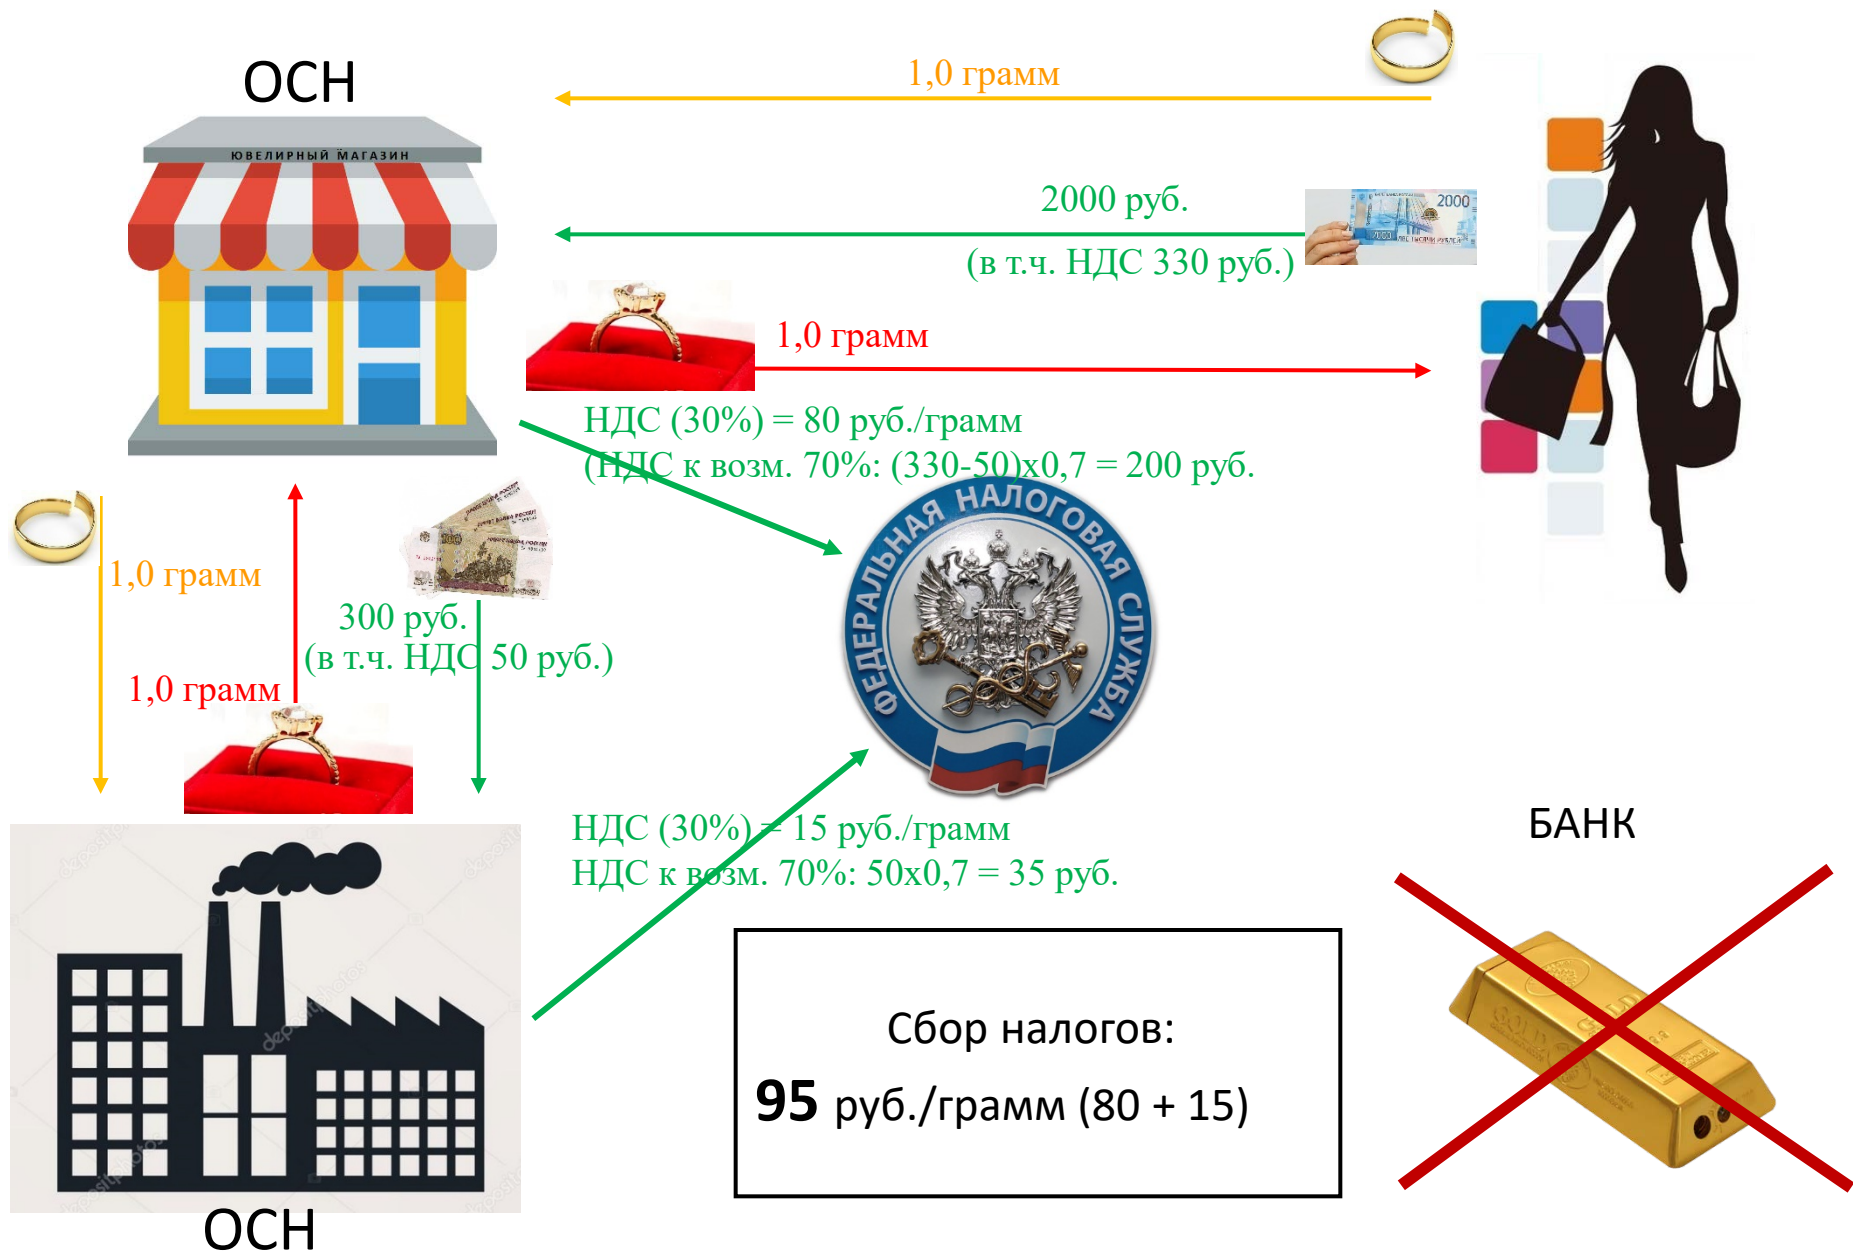 ОСН
ЮВЕЛИРНЫЙ МАГАЗИН
1,0 грамм
2000 руб.
2000
(в т.ч. НДС 330 руб.)
1,0 грамм
НДС (30%) = 80 руб./грамм
(НДС к возм. 70%: (330-50)х0,7 = 200 руб.
ФЕДЕРАЛЬНАЯ НАЛОГОВАЯ СЛУЖБА
1,0 грамм
300 руб.
(в т.ч. НДС 50 руб.)
1,0 грамм
НДС (30%) = 15 руб./грамм
НДС к возм. 70%: 50х0,7 = 35 руб.
БАНК
Сбор налогов:
95 руб./грамм (80 + 15)
depositphotos
ОСН